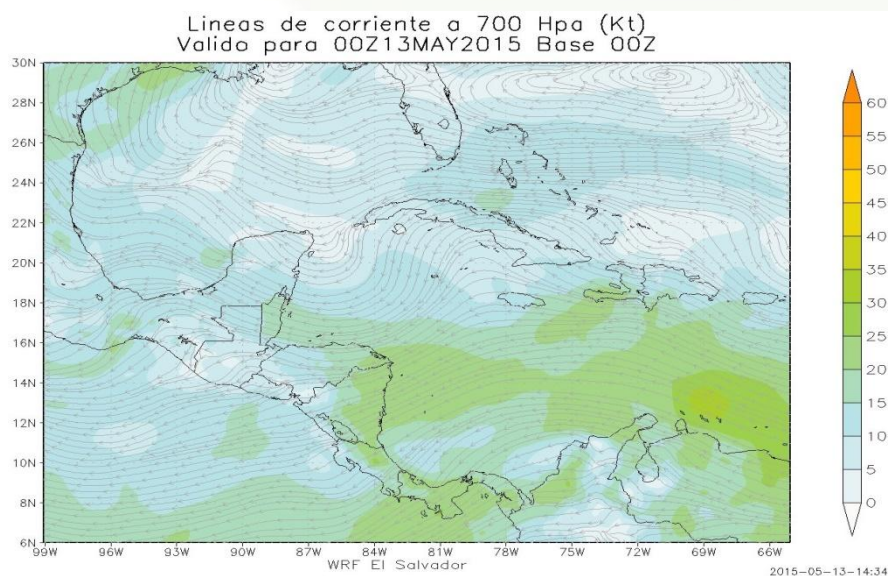 Lineas de corriente a 700 Hpa (Kt)
Valido para 00Z13MAY2015 Base 00Z
30N
28N
26N
24N
22N
20N
18N
16N
14N
12N
10N
8N
6N
99W 96W 93W 90W 87W 84W 81W 78W 75W 72W 69W 66W
60
55
50
45
40
35
30
25
20
15
10
5
0
WRF El Salvador
2015-05-13-14:34